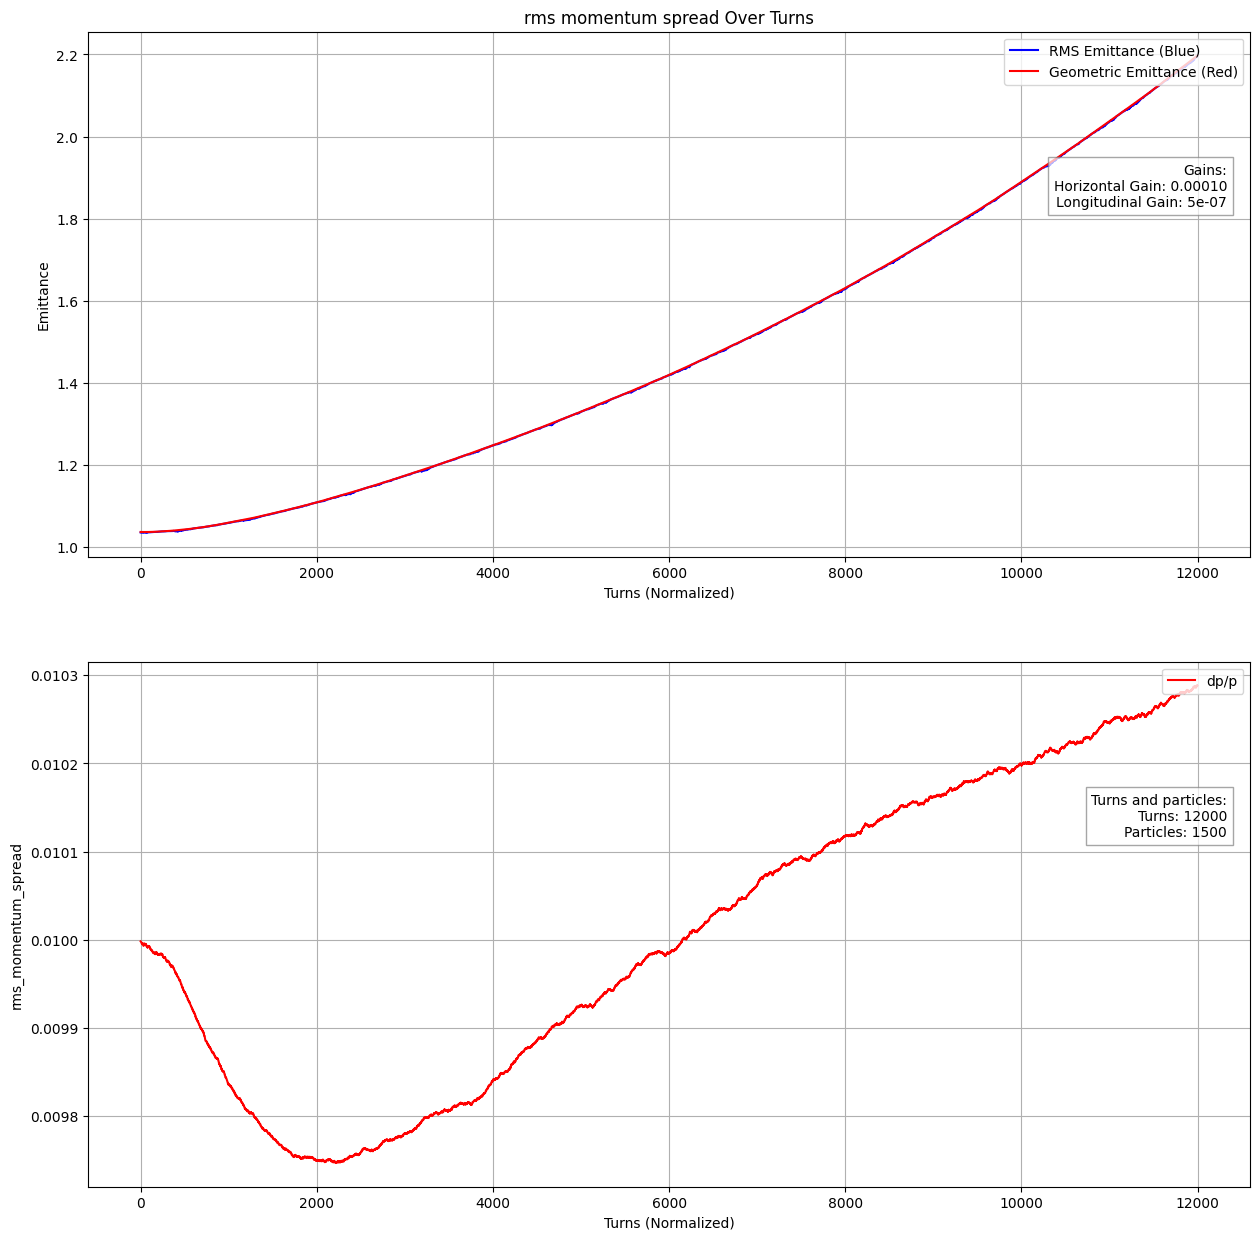 rms momentum spread Over Turns
2.2
2.0
1.8
1.6
1.4
1.2
1.0
Emittance
RMS Emittance (Blue)
Geometric Emittance (Red)
Gains:
Horizontal Gain: 0.00010
Longitudinal Gain: 5e-07
0
2000
4000
6000
8000
10000
12000
Turns (Normalized)
0.0103
0.0102
0.0101
0.0100
0.0099
0.0098
rms_momentum_spread
dp/p
Turns and particles:
Turns: 12000
Particles: 1500
0
2000
4000
6000
8000
10000
12000
Turns (Normalized)